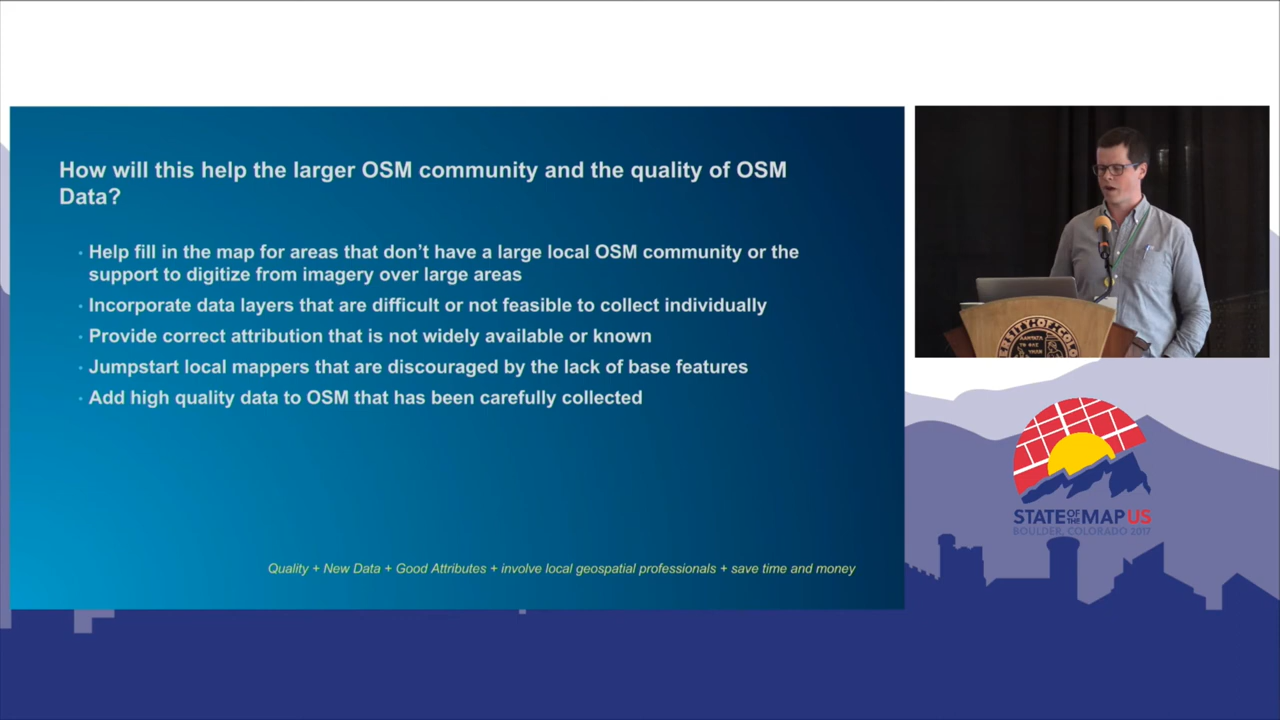 How will this help the larger OSM community and the quality of OSM
Data?
• Help fill in the map for areas that don't have a large local OSM community or the
support to digitize from imagery over large areas
• Incorporate data layers that are difficult or not feasible to collect individually
• Provide correct attribution that is not widely available or known
• Jumpstart local mappers that are discouraged by the lack of base features
• Add high quality data to OSM that has been carefully collected
Quality + New Data + Good Attributes + involve local geospatial professionals + save time and money
STATE OF THE MAP US
BOULDER, COLORADO 2017